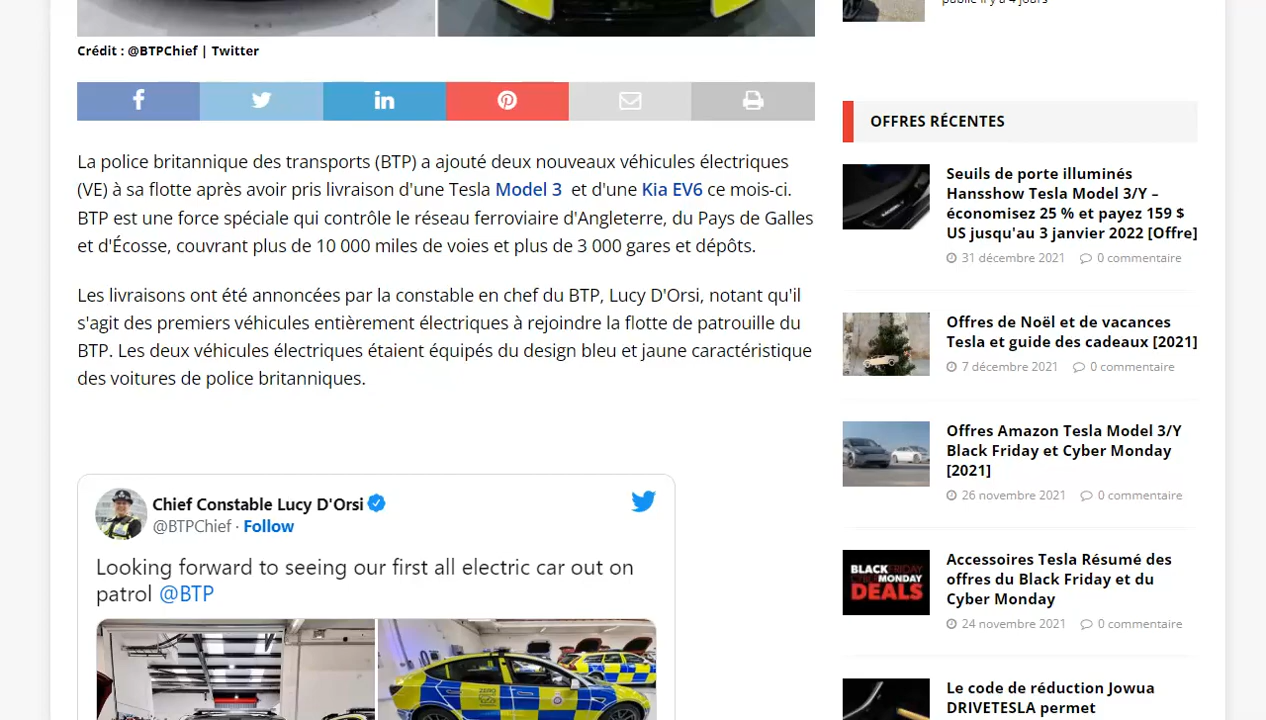 publié il y a 4 jours
Crédit : @BTPChief | Twitter
La police britannique des transports (BTP) a ajouté deux nouveaux véhicules électriques
(VE) à sa flotte après avoir pris livraison d'une Tesla Model 3 et d'une Kia EV6 ce mois-ci.
BTP est une force spéciale qui contrôle le réseau ferroviaire d'Angleterre, du Pays de Galles
et d'Écosse, couvrant plus de 10 000 miles de voies et plus de 3 000 gares et dépôts.
Les livraisons ont été annoncées par la constable en chef du BTP, Lucy D'Orsi, notant qu'il
s'agit des premiers véhicules entièrement électriques à rejoindre la flotte de patrouille du
BTP. Les deux véhicules électriques étaient équipés du design bleu et jaune caractéristique
des voitures de police britanniques.
Chief Constable Lucy D'Orsi
@BTPChief · Follow
Looking forward to seeing our first all electric car out on
patrol @BTP
ZERO
OFFRES RÉCENTES
Seuils de porte illuminés
Hansshow Tesla Model 3/Y –
économisez 25 % et payez 159 $
US jusqu'au 3 janvier 2022 [Offre]
31 décembre 2021 0 commentaire
Offres de Noël et de vacances
Tesla et guide des cadeaux [2021]
7 décembre 2021 0 commentaire
Offres Amazon Tesla Model 3/Y
Black Friday et Cyber Monday
[2021]
26 novembre 2021 0 commentaire
BLACKFRIDAY
CYBERMONDAY
DEALS
Accessoires Tesla Résumé des
offres du Black Friday et du
Cyber Monday
24 novembre 2021 0 commentaire
Le code de réduction Jowua
DRIVETESLA permet